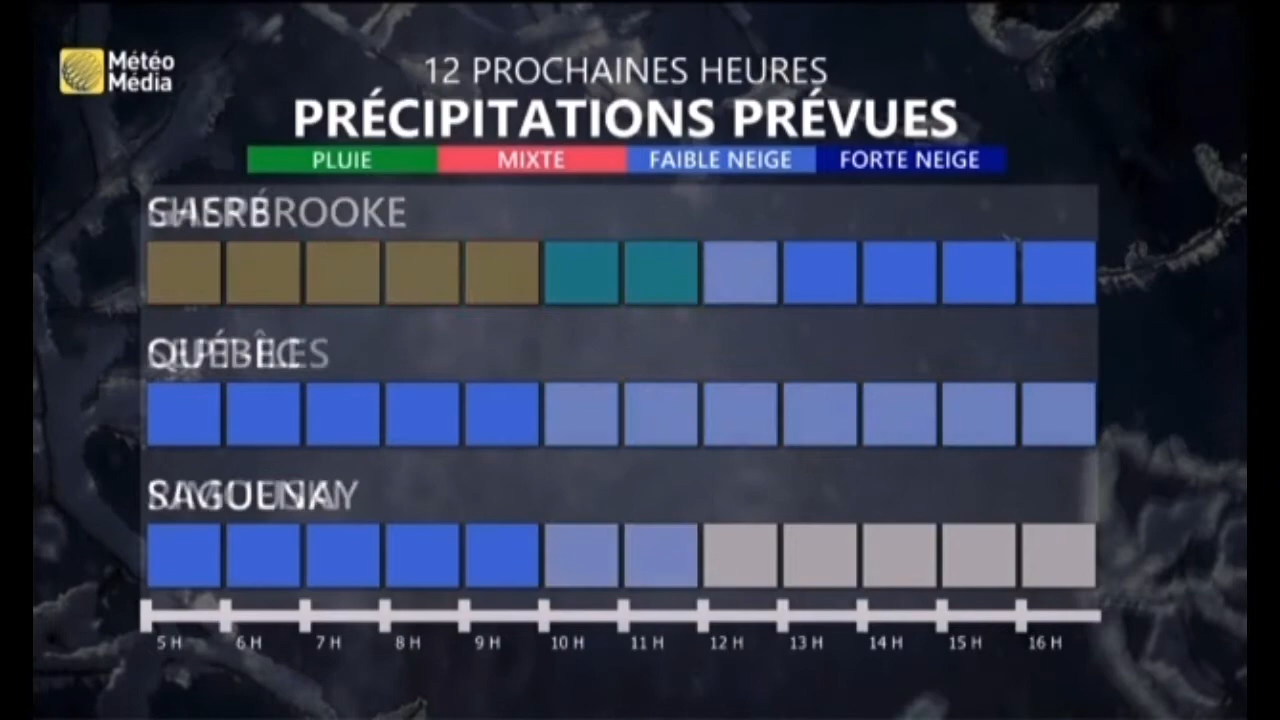 Météo
Média
12 PROCHAINES HEURES
PRÉCIPITATIONS PRÉVUES
PLUIE MIXTE FAIBLE NEIGE FORTE NEIGE
SHERBROOKE
QUÉBEC
SAGUENAY
5 H 6 H 7 H 8 H 9 H 10 H 11 H 12 H 13 H 14 H 15 H 16 H